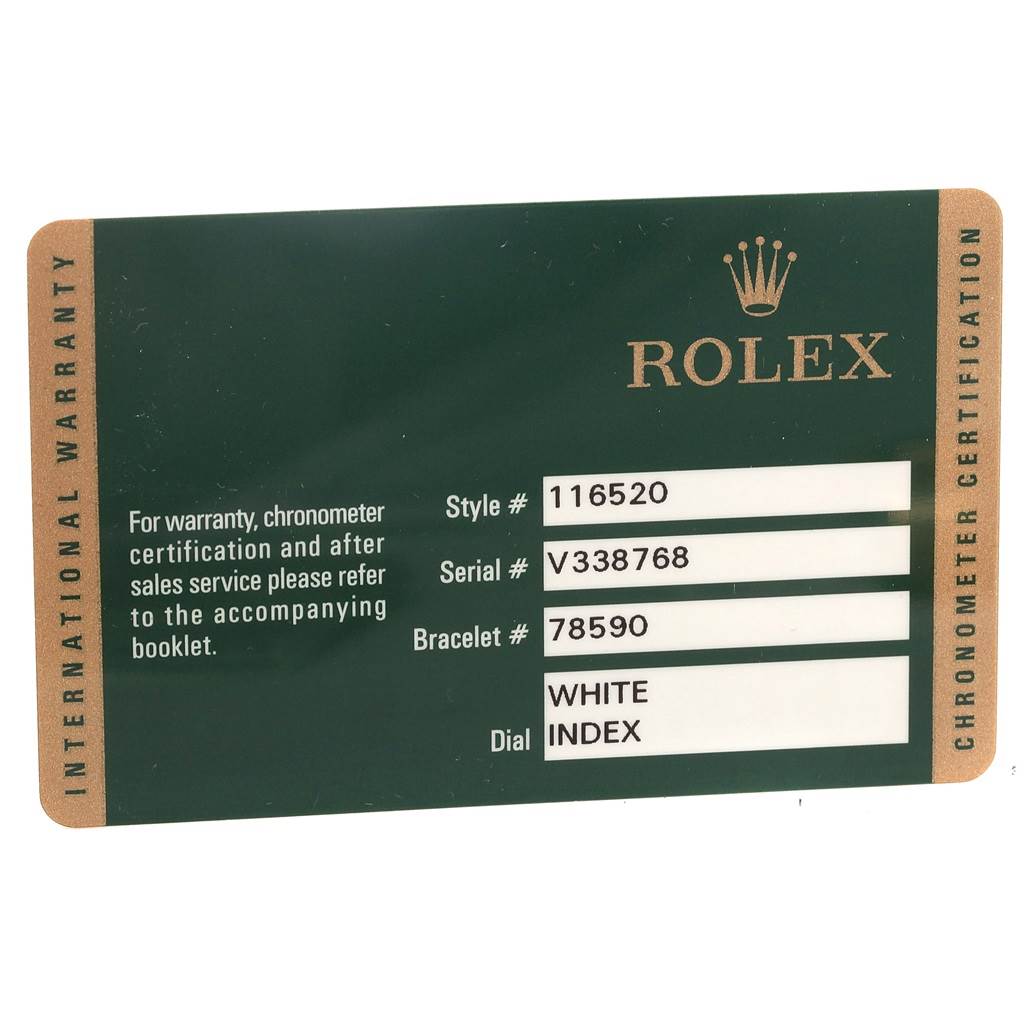 INTERNATIONAL WARRANTY
ROLEX
For warranty, chronometer
certification and after
sales service please refer
to the accompanying
booklet.
Style # 116520
Serial # V338768
Bracelet # 78590
Dial WHITE
INDEX
CHRONOMETER CERTIFICATION